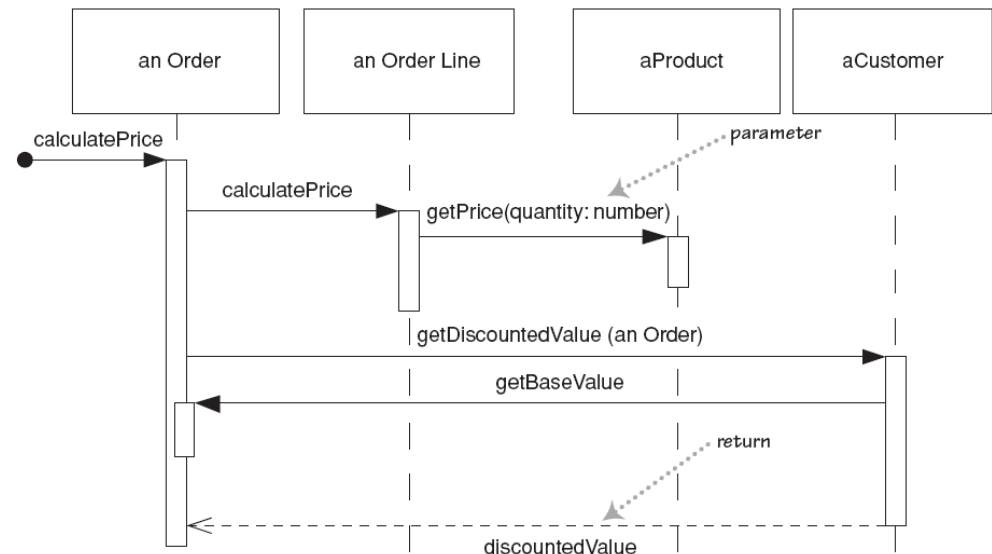 an Order
an Order Line
aProduct
aCustomer
calculatePrice
parameter
calculatePrice
getPrice(quantity: number)
getDiscountedValue (an Order)
getBaseValue
return
discountedValue